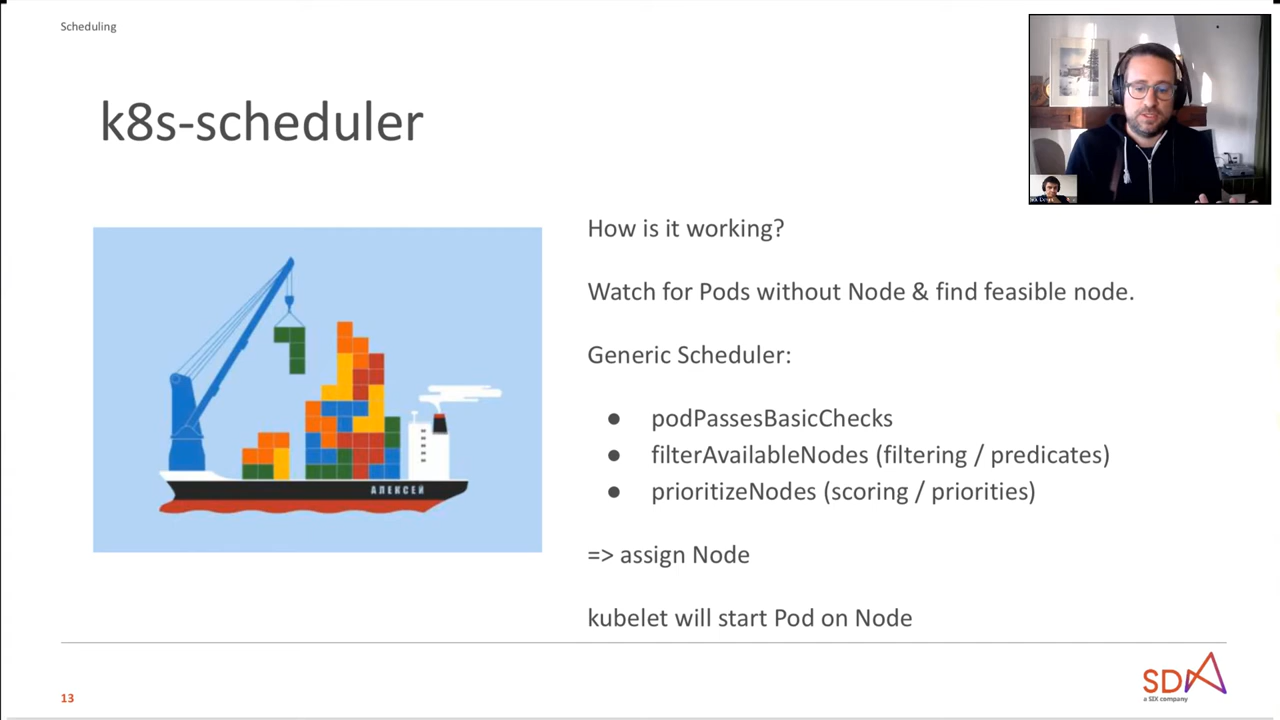 Scheduling
k8s-scheduler
How is it working?
Watch for Pods without Node & find feasible node.
Generic Scheduler:
● podPassesBasicChecks
● filterAvailableNodes (filtering / predicates)
● prioritizeNodes (scoring / priorities)
=> assign Node
kubelet will start Pod on Node
АЛЕКСЕЙ
13
SDA
a SIX company